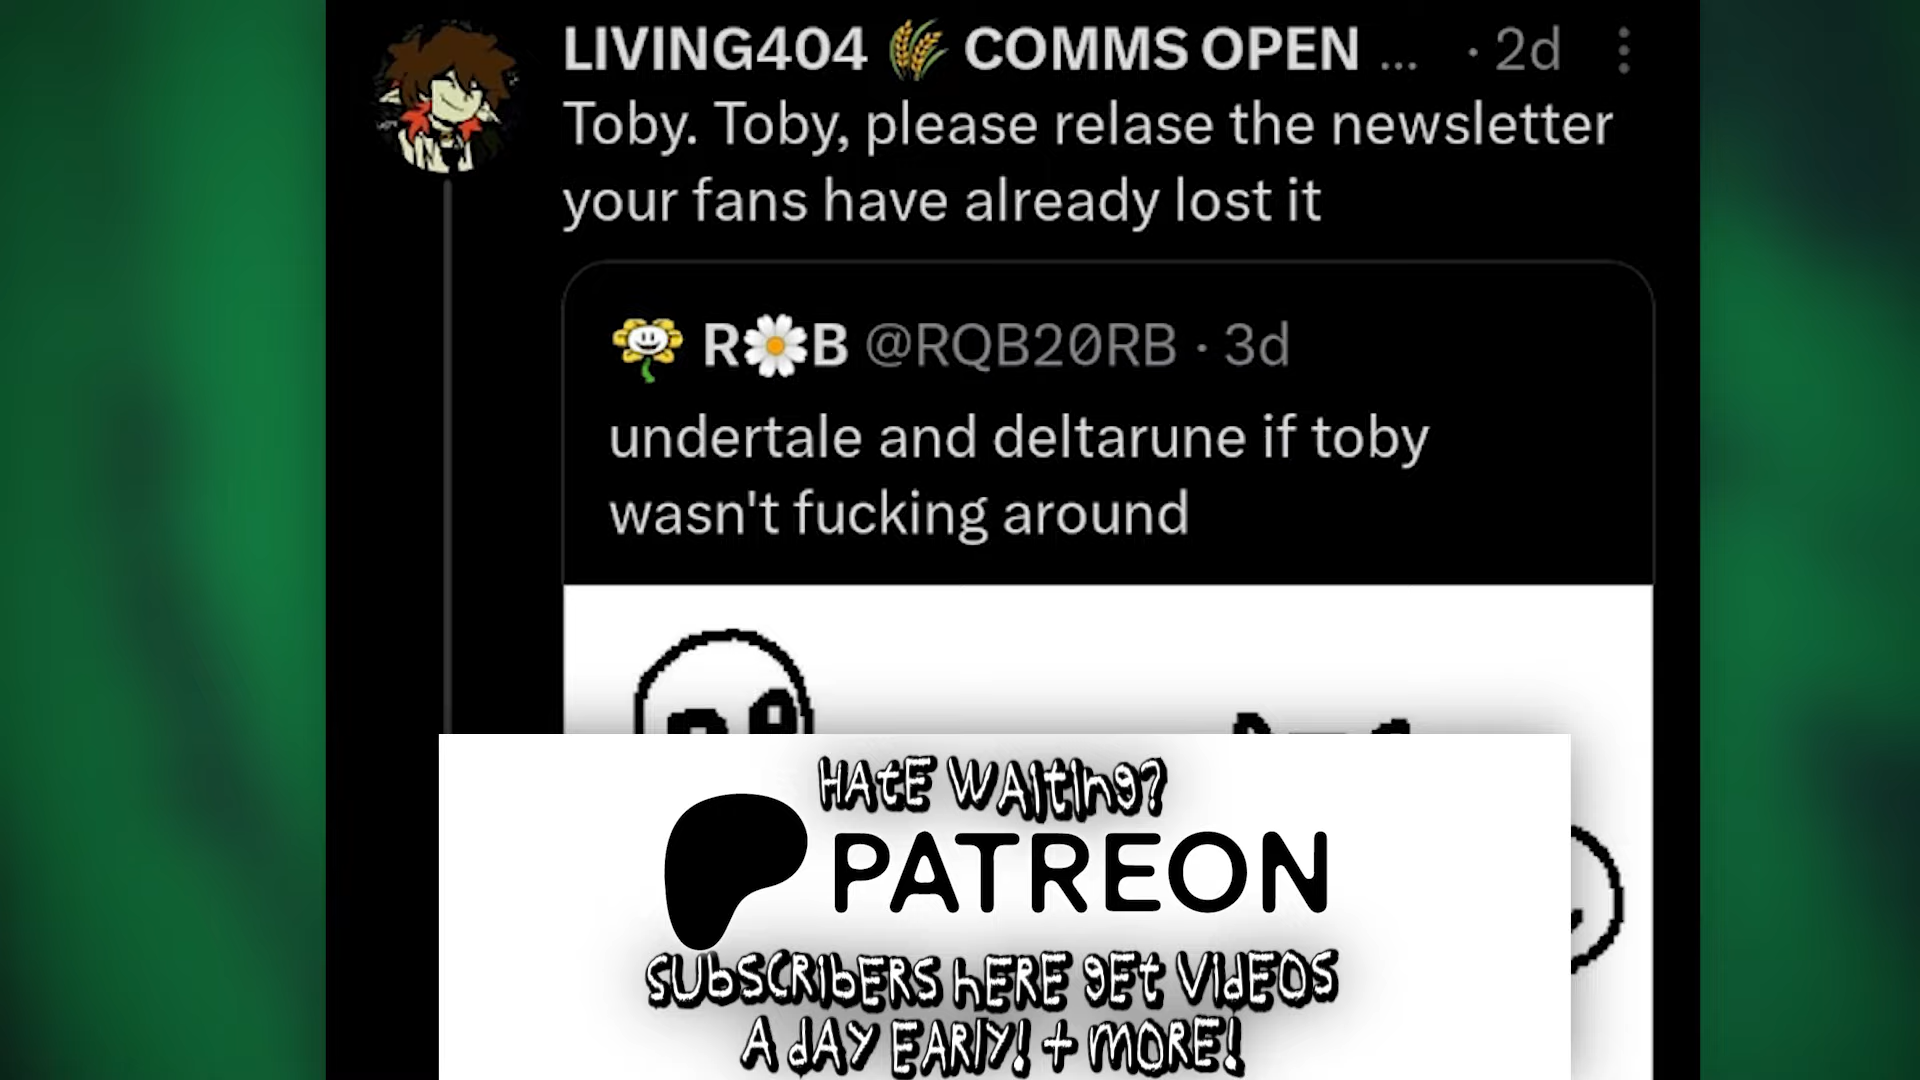 LIVING404 🌾 COMMS OPEN ... · 2d
Toby. Toby, please relase the newsletter
your fans have already lost it
R🌼B @RQB20RB · 3d
undertale and deltarune if toby
wasn't fucking around
HAtE WAItIng?
PATREON
SUbSCRIbERS hERE gEt VIdEOS
A dAY EARlY! + MORE!